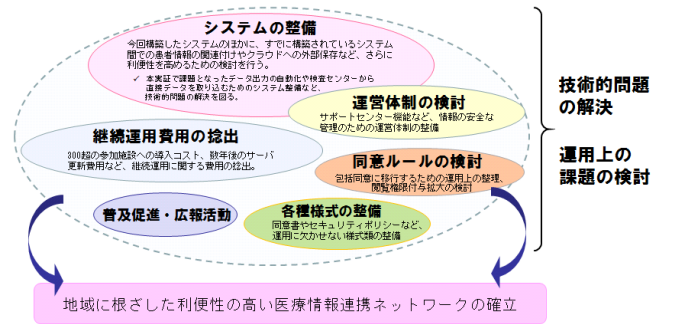 システムの整備
今回構築したシステムのほかに、すでに構築されているシステム
間での患者情報の関連付けやクラウドへの外部保存など、さらに
利便性を高めるための検討を行う。
✓ 本実証で課題となったデータ出力の自動化や検査センターから
直接データを取り込むためのシステム整備など、
技術的問題の解決を図る。
運営体制の検討
サポートセンター機能など、情報の安全な
管理のための運営体制の整備
継続運用費用の捻出
300超の参加施設への導入コスト、数年後のサーバ
更新費用など、継続運用に関する費用の捻出。
同意ルールの検討
包括同意に移行するための運用上の整理、
閲覧権限付与拡大の検討
普及促進・広報活動
各種様式の整備
同意書やセキュリティポリシーなど、
運用に欠かせない様式類の整備
技術的問題
の解決
運用上の
課題の検討
地域に根ざした利便性の高い医療情報連携ネットワークの確立